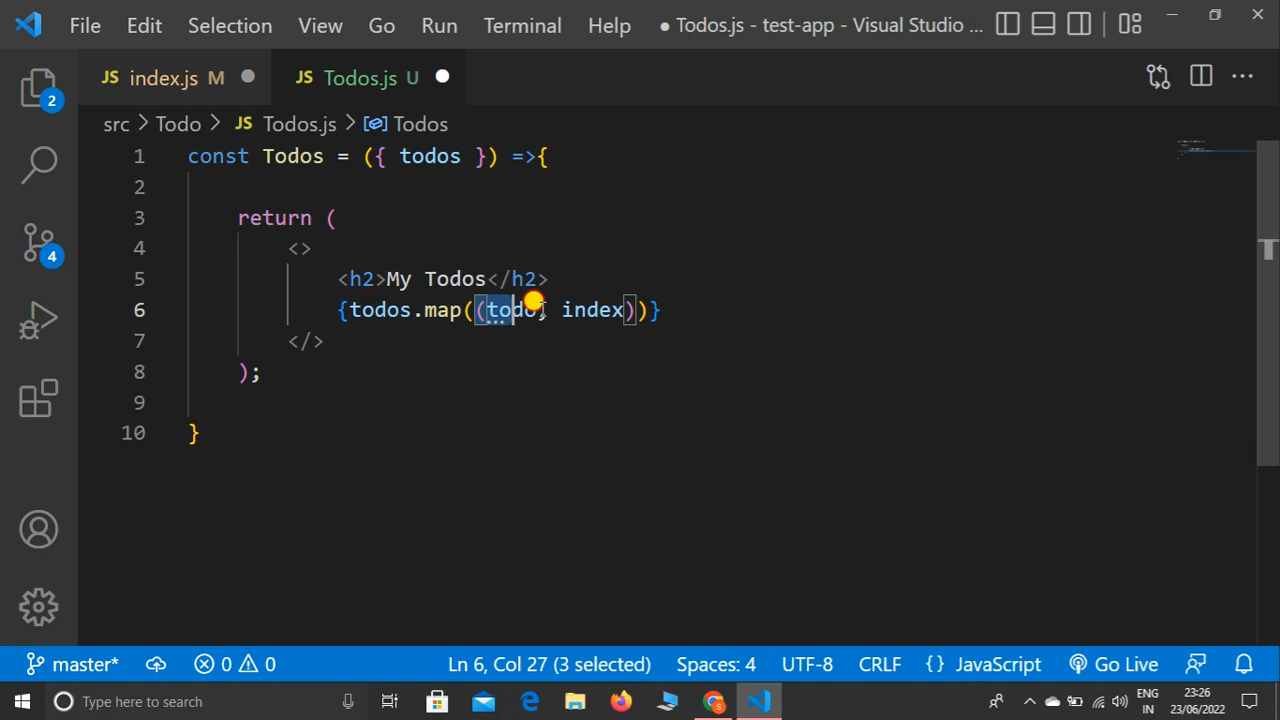 File Edit Selection View Go Run Terminal Help ● Todos.js - test-app - Visual Studio ...
JS index.js M JS Todos.js U
src > Todo > JS Todos.js > Todos
1 const Todos = ({ todos }) =>{
2
3 return (
4 <>
5 <h2>My Todos</h2>
6 {todos.map((todo, index))}
7 </>
8 );
9
10 }
2
4
master* 0 0 Ln 6, Col 27 (3 selected) Spaces: 4 UTF-8 CRLF {} JavaScript Go Live
Type here to search
ENG
IN
23:26
23/06/2022